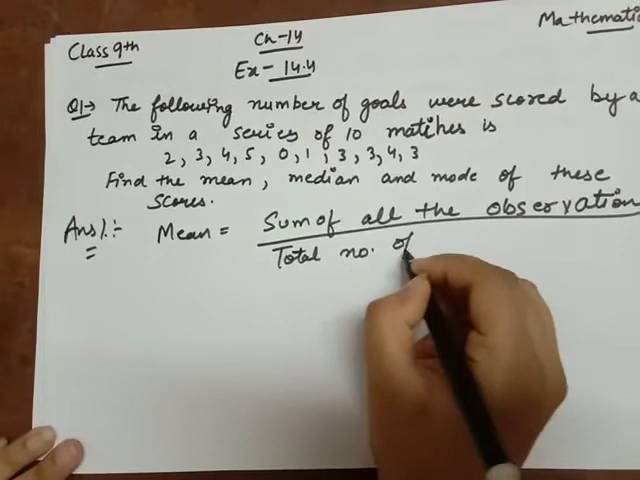 Class 9th
Ch-14
Mathemati
Ex- 14.4
Q1→ The following number of goals were scored by a
team in a series of 10 matches is
2, 3, 4, 5, 0, 1, 3, 3, 4, 3
Find the mean, median and mode of these
scores.
Ans1:- Mean = Sum of all the observation
Total no. of